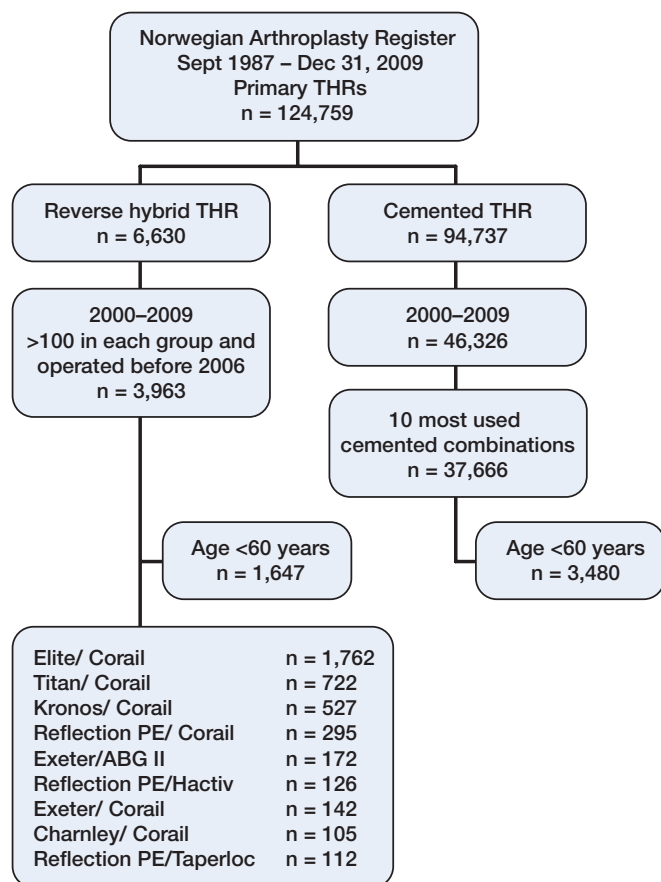 Norwegian Arthroplasty Register
Sept 1987 – Dec 31, 2009
Primary THRs
n = 124,759
Reverse hybrid THR
n = 6,630
Cemented THR
n = 94,737
2000–2009
>100 in each group and
operated before 2006
n = 3,963
2000–2009
n = 46,326
10 most used
cemented combinations
n = 37,666
Age <60 years
n = 1,647
Age <60 years
n = 3,480
Elite/ Corail n = 1,762
Titan/ Corail n = 722
Kronos/ Corail n = 527
Reflection PE/ Corail n = 295
Exeter/ABG II n = 172
Reflection PE/Hactiv n = 126
Exeter/ Corail n = 142
Charnley/ Corail n = 105
Reflection PE/Taperloc n = 112